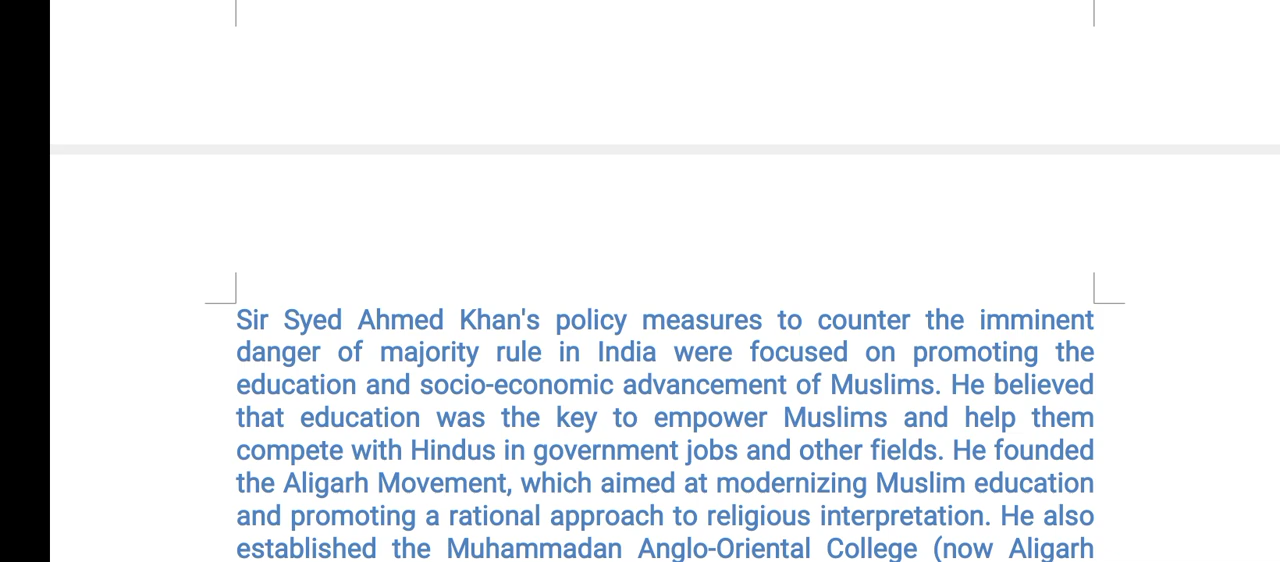 Sir Syed Ahmed Khan's policy measures to counter the imminent
danger of majority rule in India were focused on promoting the
education and socio-economic advancement of Muslims. He believed
that education was the key to empower Muslims and help them
compete with Hindus in government jobs and other fields. He founded
the Aligarh Movement, which aimed at modernizing Muslim education
and promoting a rational approach to religious interpretation. He also
established the Muhammadan Anglo-Oriental College (now Aligarh